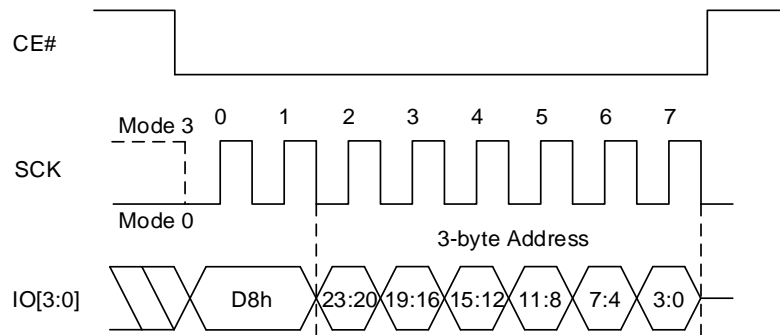 CE#
Mode 3
0 1 2 3 4 5 6 7
SCK
Mode 0
3-byte Address
IO[3:0]
D8h 23:20 19:16 15:12 11:8 7:4 3:0